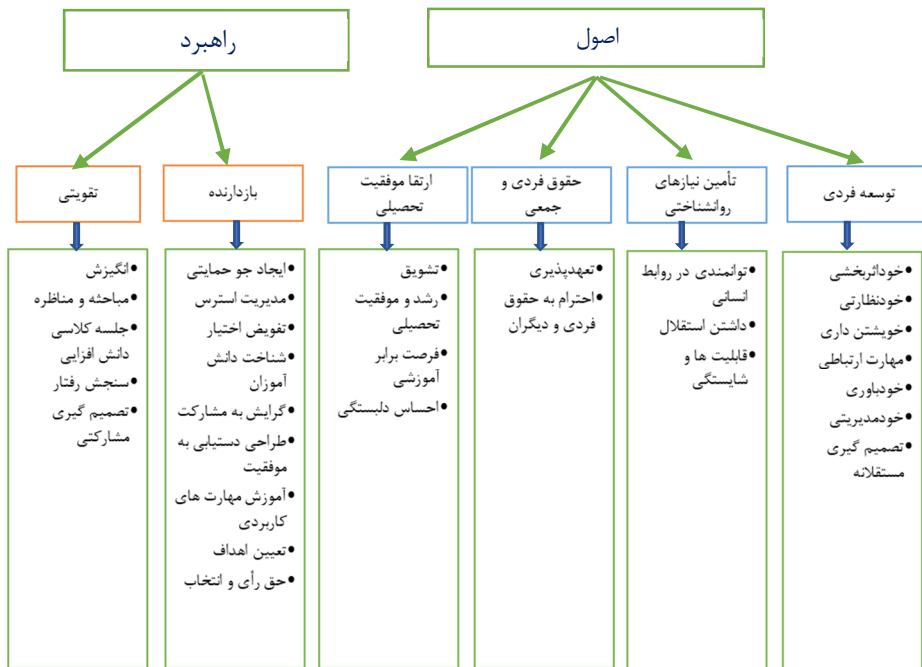 اصول
راهبرد
توسعه فردی
تأمین نیازهای
روانشناختی
حقوق فردی و
جمعی
ارتقا موفقیت
تحصیلی
بازدارنده
تقویتی
•خوداثربخشی
•خودنظارتی
•خویشتن داری
•مهارت ارتباطی
•خودباوری
•خودمدیریتی
•تصمیم گیری
مستقلانه
•توانمندی در روابط
انسانی
•داشتن استقلال
•قابلیت ها و
شایستگی
•تعهدپذیری
•احترام به حقوق
فردی و دیگران
•تشویق
•رشد و موفقیت
تحصیلی
•فرصت برابر
آموزشی
•احساس دلبستگی
•ایجاد جو حمایتی
•مدیریت استرس
•تفویض اختیار
•شناخت دانش
آموزان
•گرایش به مشارکت
•طراحی دستیابی به
موفقیت
•آموزش مهارت های
کاربردی
•تعیین اهداف
•حق رأی و انتخاب
•انگیزش
•مباحثه و مناظره
•جلسه کلاسی
دانش افزایی
•سنجش رفتار
•تصمیم گیری
مشارکتی